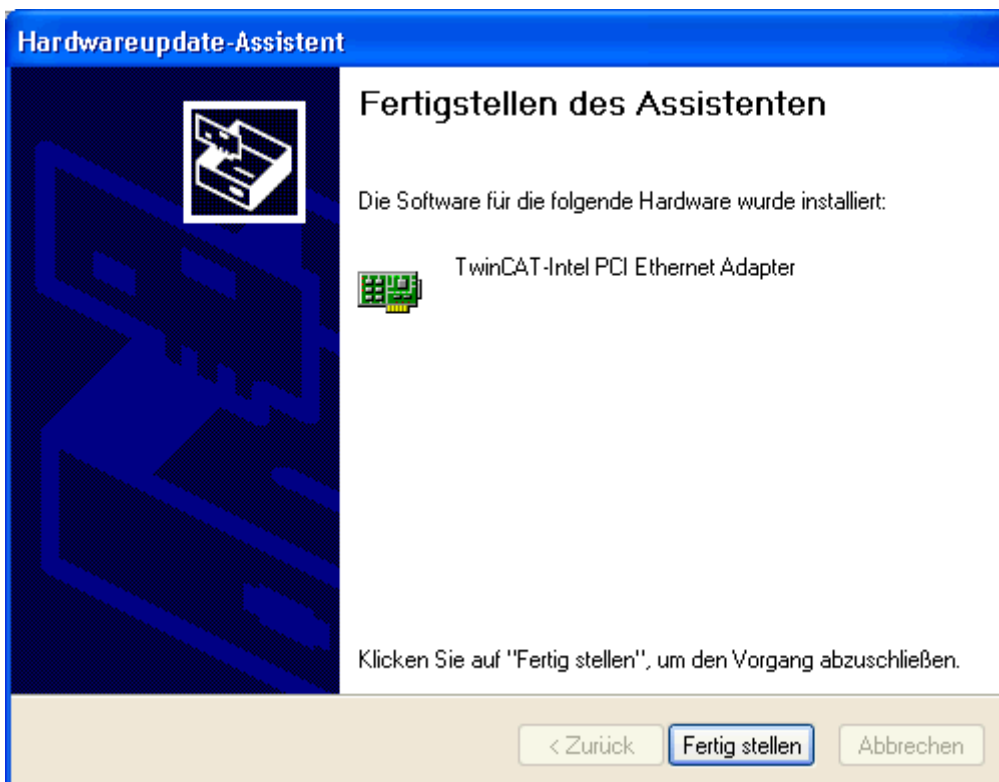 Hardwareupdate-Assistent
Fertigstellen des Assistenten
Die Software für die folgende Hardware wurde installiert:
TwinCAT-Intel PCI Ethernet Adapter
Klicken Sie auf "Fertig stellen", um den Vorgang abzuschließen.
< Zurück
Fertig stellen
Abbrechen